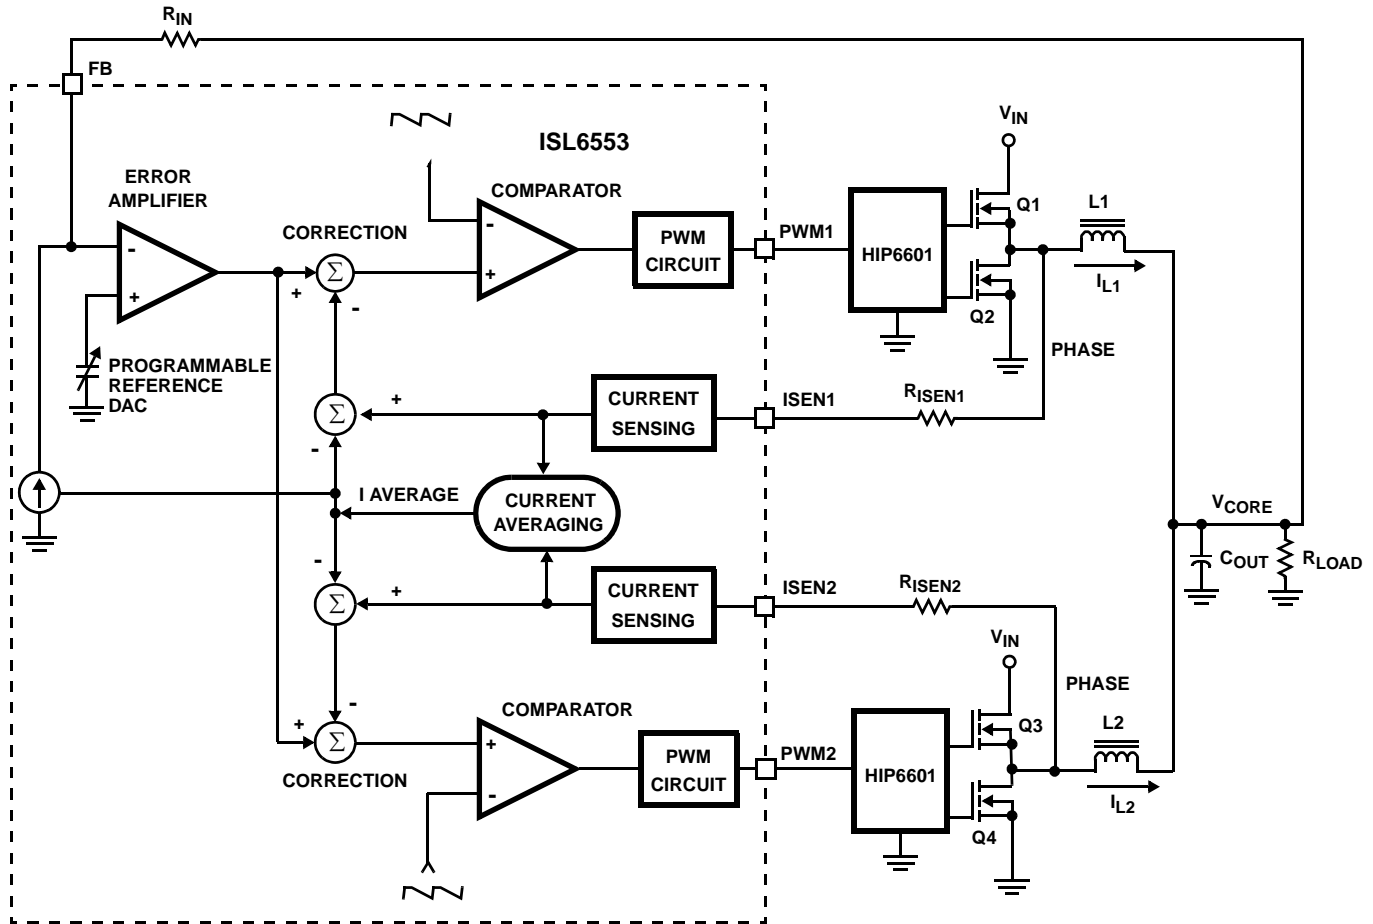 RIN
FB
ISL6553
VIN
ERROR
AMPLIFIER
COMPARATOR
CORRECTION
PWM
CIRCUIT
PWM1
HIP6601
Q1
L1
IL1
Q2
PHASE
-
+
Σ
+
-
-
+
PROGRAMMABLE
REFERENCE
DAC
Σ
+
-
CURRENT
SENSING
ISEN1
RISEN1
I AVERAGE
CURRENT
AVERAGING
VCORE
COUT
RLOAD
-
Σ
+
CURRENT
SENSING
ISEN2
RISEN2
VIN
PHASE
-
+
Σ
CORRECTION
COMPARATOR
+
-
PWM
CIRCUIT
PWM2
HIP6601
Q3
L2
IL2
Q4